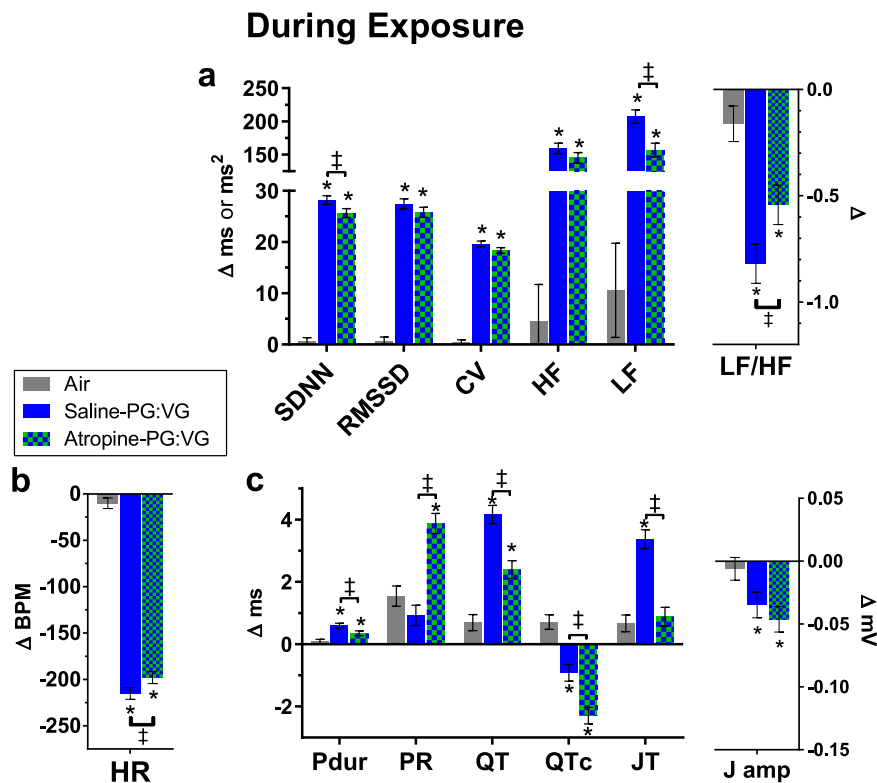 During Exposure
a
‡
‡
* * * * * * * * * *
250
200
150
30
20
10
0
Δ ms or ms²
SDNN
RMSSD
CV
HF
LF
0.0
-0.5
-1.0
Δ
*
*
‡
LF/HF
Air
Saline-PG:VG
Atropine-PG:VG
b
0
-50
-100
-150
-200
-250
Δ BPM
*
*
‡
HR
c
4
2
0
-2
Δ ms
‡
‡
‡
‡
‡
* * * * * * * *
Pdur
PR
QT
QTc
JT
0.05
0.00
-0.05
-0.10
-0.15
Δ mV
*
*
J amp